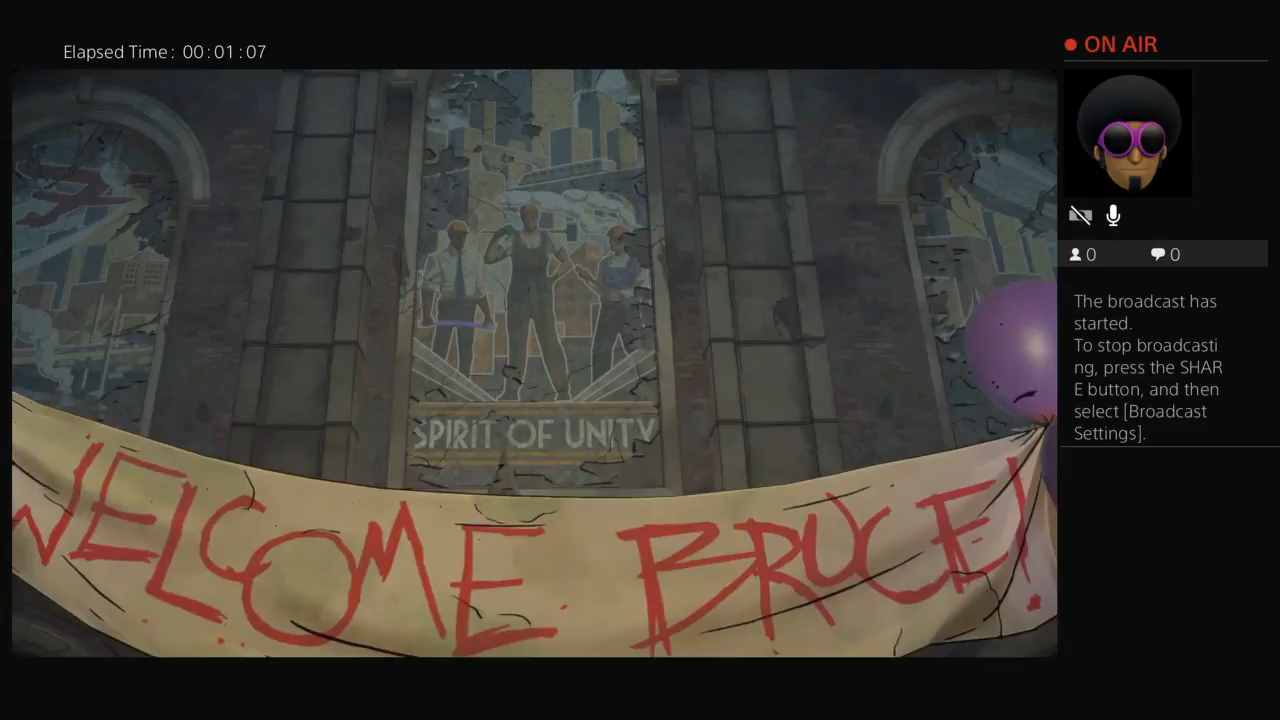 Elapsed Time: 00:01:07
ON AIR
0 0
The broadcast has
started.
To stop broadcasti
ng, press the SHAR
E button, and then
select [Broadcast
Settings].
SPIRIT OF UNITY
WELCOME BRUCE!